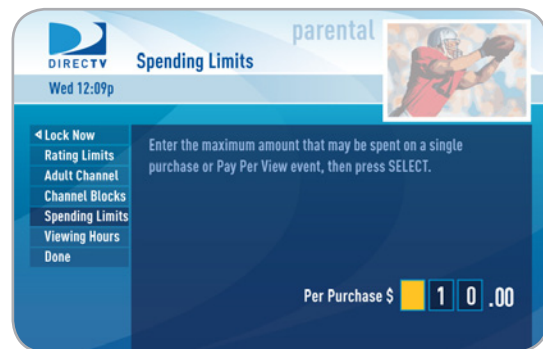 parental
DIRECTV
Spending Limits
Wed 12:09p
Lock Now
Rating Limits
Adult Channel
Channel Blocks
Spending Limits
Viewing Hours
Done
Enter the maximum amount that may be spent on a single
purchase or Pay Per View event, then press SELECT.
Per Purchase $ 1 0 .00